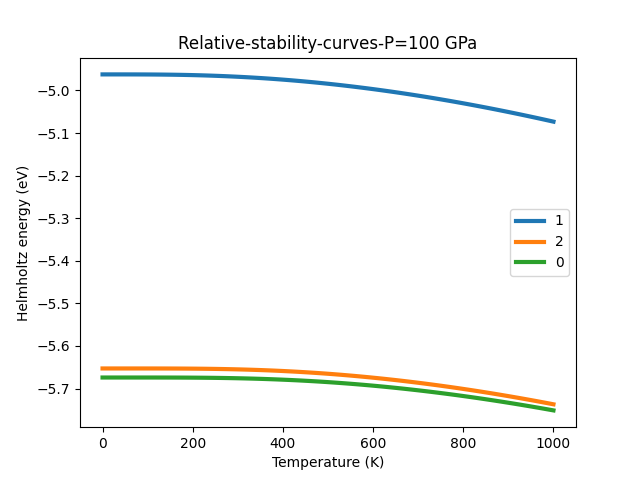 Relative-stability-curves-P=100 GPa
Helmholtz energy (eV)
−5.0
−5.1
−5.2
−5.3
−5.4
−5.5
−5.6
−5.7
1
2
0
0 200 400 600 800 1000
Temperature (K)